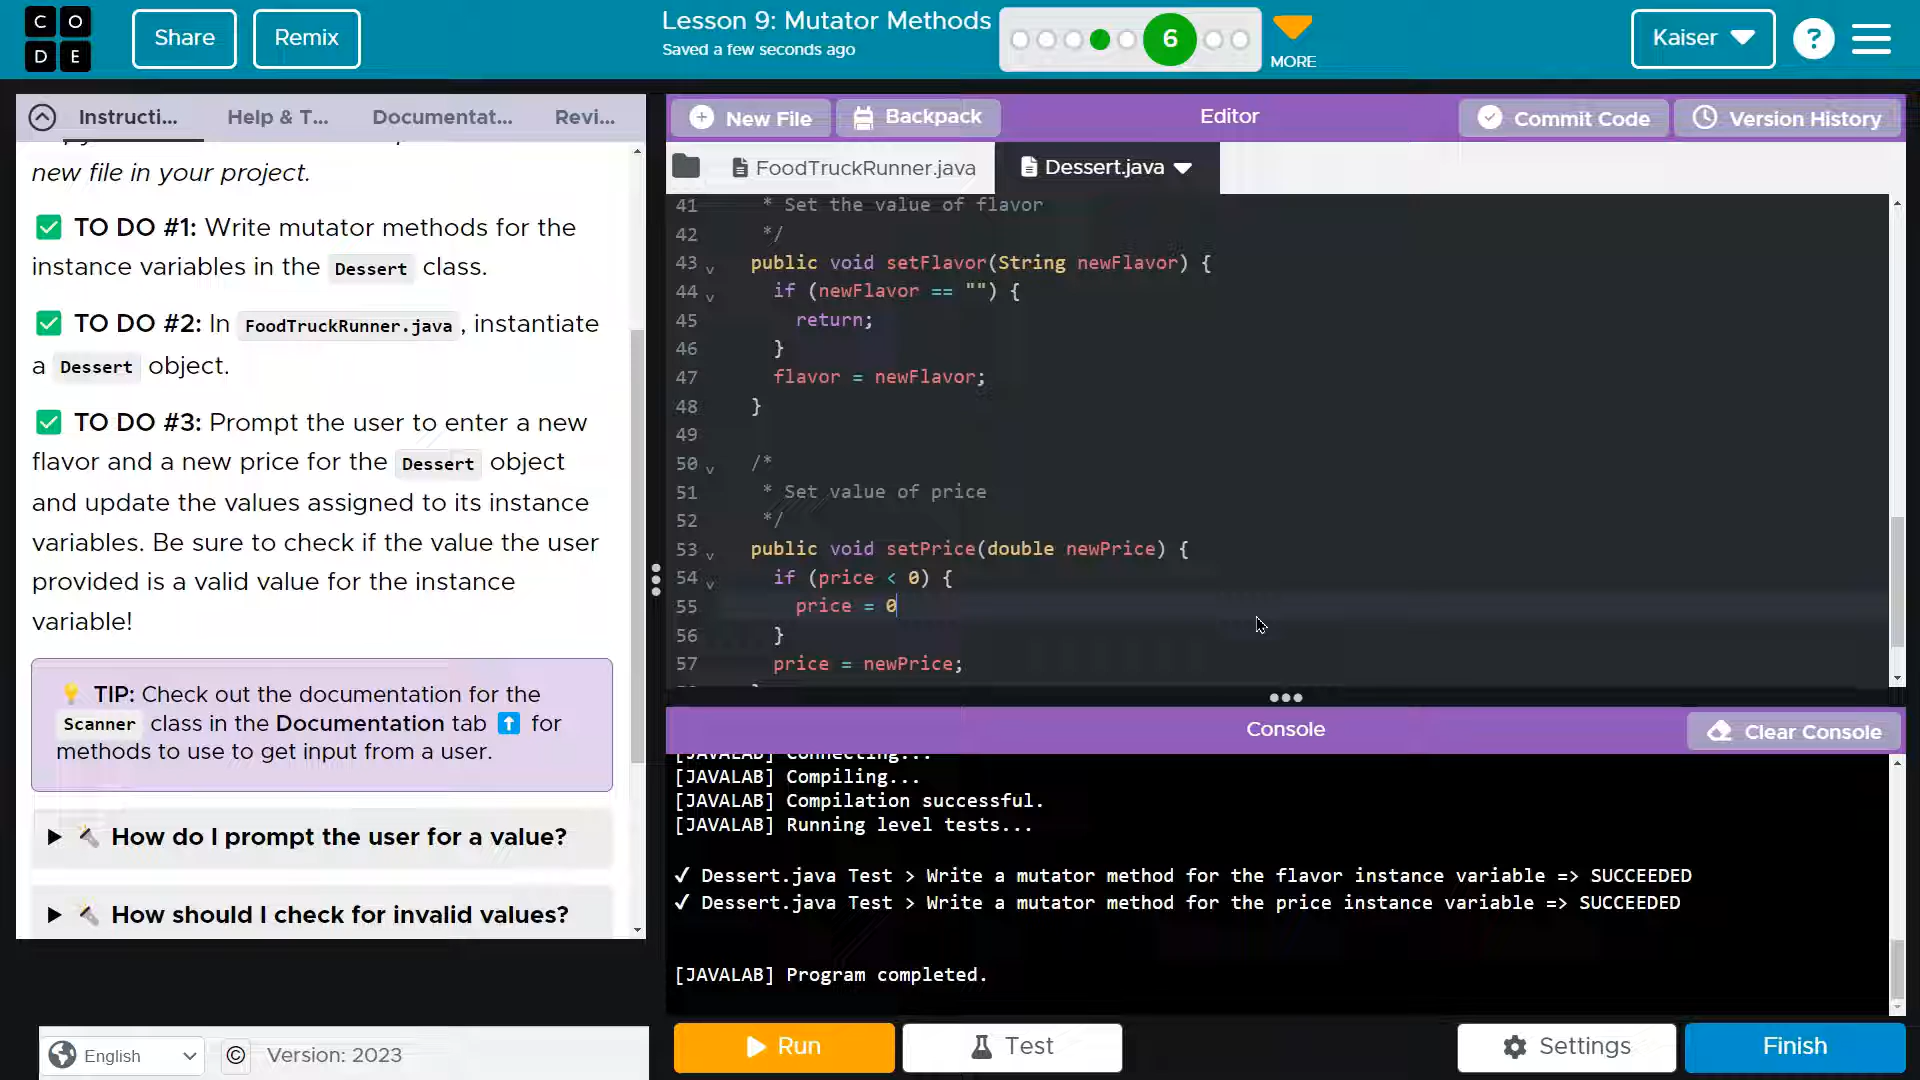 C O D E
Share
Remix
Lesson 9: Mutator Methods
Saved a few seconds ago
6
MORE
Kaiser
?
Instructi...
Help & T...
Documentat...
Revi...
new file in your project.
TO DO #1: Write mutator methods for the
instance variables in the Dessert class.
TO DO #2: In FoodTruckRunner.java, instantiate
a Dessert object.
TO DO #3: Prompt the user to enter a new
flavor and a new price for the Dessert object
and update the values assigned to its instance
variables. Be sure to check if the value the user
provided is a valid value for the instance
variable!
TIP: Check out the documentation for the
Scanner class in the Documentation tab for
methods to use to get input from a user.
How do I prompt the user for a value?
How should I check for invalid values?
English
© Version: 2023
New File
Backpack
Editor
Commit Code
Version History
FoodTruckRunner.java
Dessert.java
41 * Set the value of flavor
42 */
43 public void setFlavor(String newFlavor) {
44 if (newFlavor == "") {
45 return;
46 }
47 flavor = newFlavor;
48 }
49
50 /*
51 * Set value of price
52 */
53 public void setPrice(double newPrice) {
54 if (price < 0) {
55 price = 0
56 }
57 price = newPrice;
Console
Clear Console
[JAVALAB] Connecting...
[JAVALAB] Compiling...
[JAVALAB] Compilation successful.
[JAVALAB] Running level tests...
✓ Dessert.java Test > Write a mutator method for the flavor instance variable => SUCCEEDED
✓ Dessert.java Test > Write a mutator method for the price instance variable => SUCCEEDED
[JAVALAB] Program completed.
Run
Test
Settings
Finish